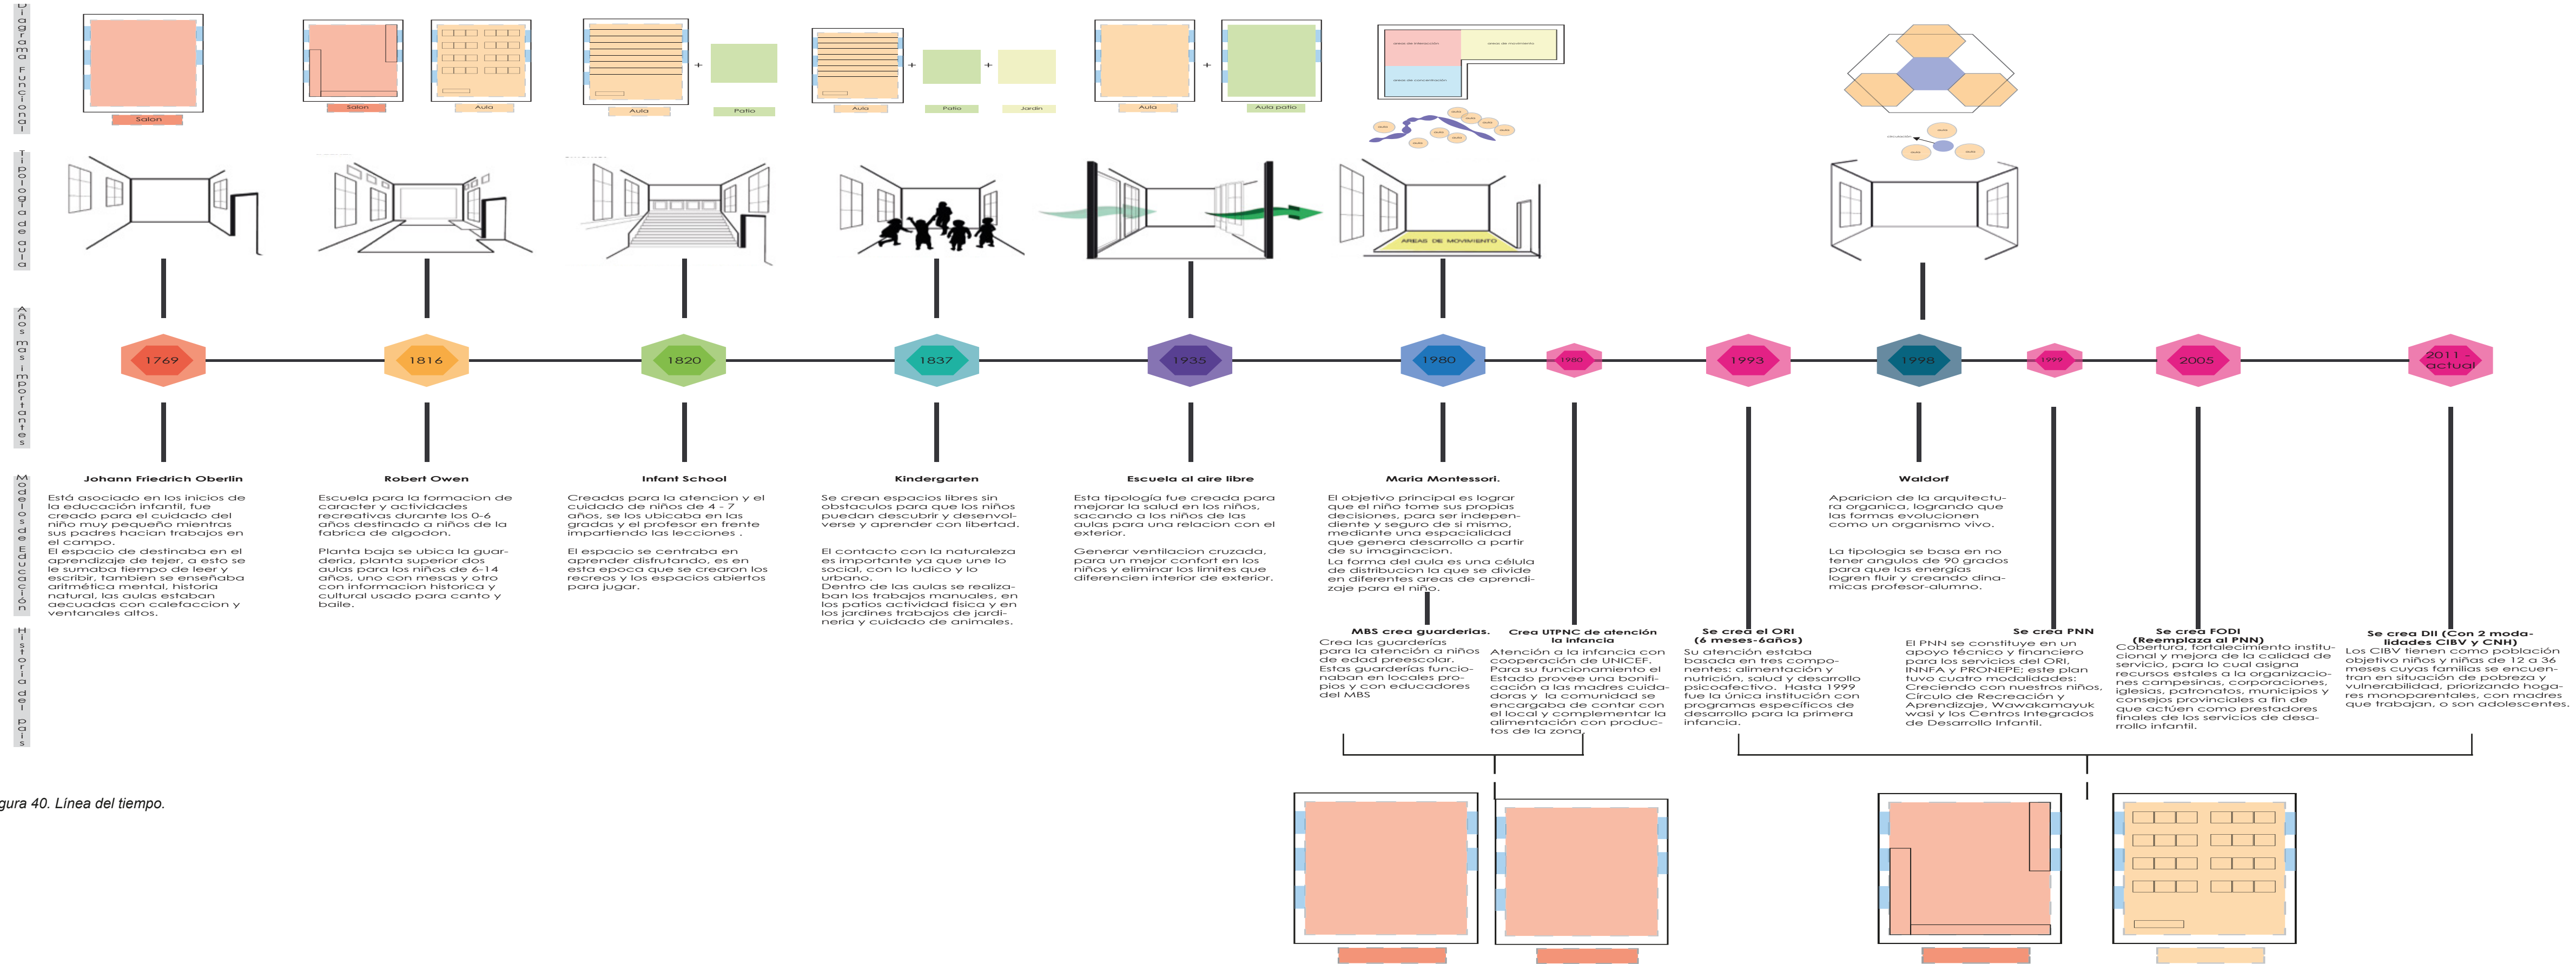 Diagrama Funcional
Salon
Salon
Aula
+
Aula
Patio
+
+
Aula
Patio
Jardin
+
Aula
Aula patio
areas de interacción
areas de movimiento
areas de concentración
aula
aula
aula
aula
aula
aula
aula
aula
circulación
aula
aula
aula
Tipología de aula
AREAS DE MOVIMIENTO
Años mas importantes
1769
1816
1820
1837
1935
1980
1980
1993
1998
1999
2005
2011 -
actual
Modelos de Educación
Johann Friedrich Oberlin
Está asociado en los inicios de
la educación infantil, fue
creado para el cuidado del
niño muy pequeño mientras
sus padres hacian trabajos en
el campo.
El espacio de destinaba en el
aprendizaje de tejer, a esto se
le sumaba tiempo de leer y
escribir, tambien se enseñaba
aritmética mental, historia
natural, las aulas estaban
aecuadas con calefaccion y
ventanales altos.
Robert Owen
Escuela para la formacion de
caracter y actividades
recreativas durante los 0-6
años destinado a niños de la
fabrica de algodon.
Planta baja se ubica la guar-
deria, planta superior dos
aulas para los niños de 6-14
años, uno con mesas y otro
con informacion historica y
cultural usado para canto y
baile.
Infant School
Creadas para la atencion y el
cuidado de niños de 4 - 7
años, se los ubicaba en las
gradas y el profesor en frente
impartiendo las lecciones .
El espacio se centraba en
aprender disfrutando, es en
esta epoca que se crearon los
recreos y los espacios abiertos
para jugar.
Kindergarten
Se crean espacios libres sin
obstaculos para que los niños
puedan descubrir y desenvol-
verse y aprender con libertad.
El contacto con la naturaleza
es importante ya que une lo
social, con lo ludico y lo
urbano.
Dentro de las aulas se realiza-
ban los trabajos manuales, en
los patios actividad fisica y en
los jardines trabajos de jardi-
neria y cuidado de animales.
Escuela al aire libre
Esta tipología fue creada para
mejorar la salud en los niños,
sacando a los niños de las
aulas para una relacion con el
exterior.
Generar ventilacion cruzada,
para un mejor confort en los
niños y eliminar los limites que
diferencien interior de exterior.
Maria Montessori.
El objetivo principal es lograr
que el niño tome sus propias
decisiones, para ser indepen-
diente y seguro de si mismo,
mediante una espacialidad
que genera desarrollo a partir
de su imaginacion.
La forma del aula es una célula
de distribucion la que se divide
en diferentes areas de aprendi-
zaje para el niño.
Waldorf
Aparicion de la arquitectu-
ra organica, logrando que
las formas evolucionen
como un organismo vivo.
La tipologia se basa en no
tener angulos de 90 grados
para que las energías
logren fluir y creando dina-
micas profesor-alumno.
Historia del país
MBS crea guarderias.
Crea las guarderías
para la atención a niños
de edad preescolar.
Estas guarderías funcio-
naban en locales pro-
pios y con educadores
del MBS
Crea UTPNC de atención
la infancia
Atención a la infancia con
cooperación de UNICEF.
Para su funcionamiento el
Estado provee una bonifi-
cación a las madres cuida-
doras y  la comunidad se
encargaba de contar con
el local y complementar la
alimentación con produc-
tos de la zona.
Se crea el ORI
(6 meses-6años)
Su atención estaba
basada en tres compo-
nentes: alimentación y
nutrición, salud y desarrollo
psicoafectivo.  Hasta 1999
fue la única institución con
programas específicos de
desarrollo para la primera
infancia.
Se crea PNN
El PNN se constituye en un
apoyo técnico y financiero
para los servicios del ORI,
INNFA y PRONEPE; este plan
tuvo cuatro modalidades:
Creciendo con nuestros niños,
Círculo de Recreación y
Aprendizaje, Wawakamayuk
wasi y los Centros Integrados
de Desarrollo Infantil.
Se crea FODI
(Reemplaza al PNN)
Cobertura, fortalecimiento institu-
cional y mejora de la calidad de
servicio, para lo cual asigna
recursos estales a la organizacio-
nes campesinas, corporaciones,
iglesias, patronatos, municipios y
consejos provinciales a fin de
que actúen como prestadores
finales de los servicios de desa-
rrollo infantil.
Se crea DII (Con 2 moda-
lidades CIBV y CNH)
Los CIBV tienen como población
objetivo niños y niñas de 12 a 36
meses cuyas familias se encuen-
tran en situación de pobreza y
vulnerabilidad, priorizando hoga-
res monoparentales, con madres
que trabajan, o son adolescentes.
gura 40. Línea del tiempo.